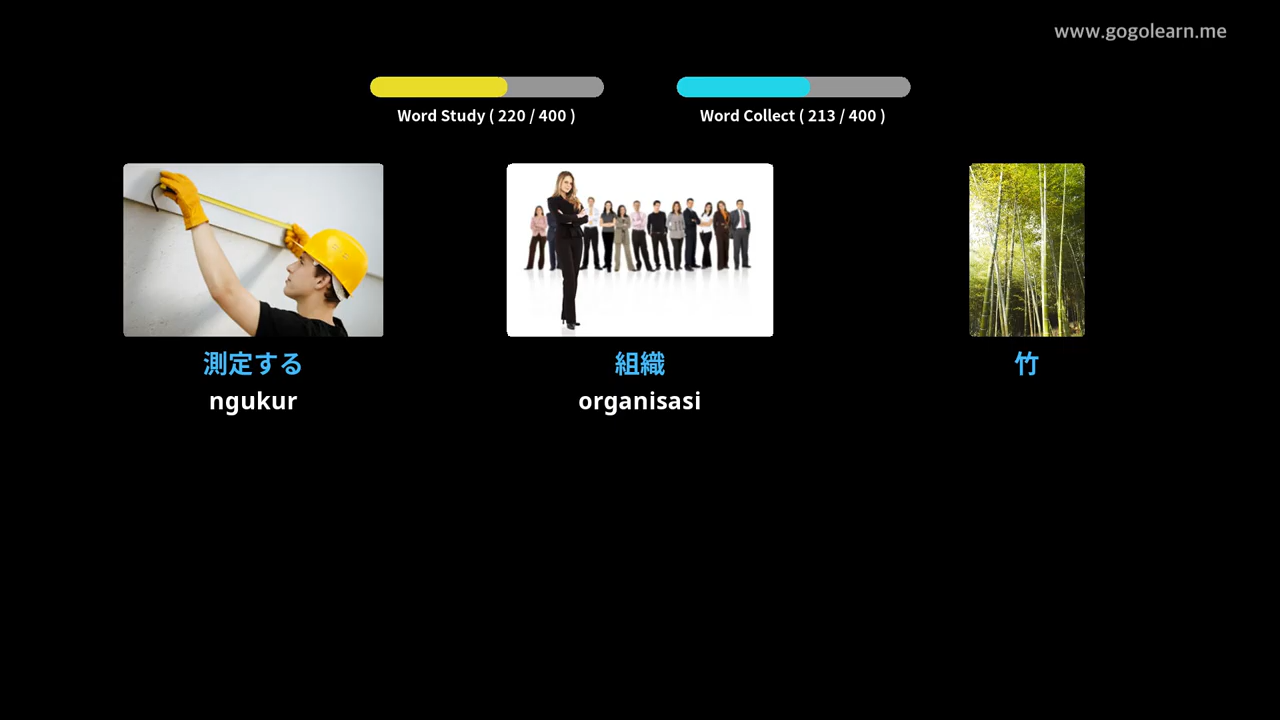 www.gogolearn.me
Word Study ( 220 / 400 )
Word Collect ( 213 / 400 )
測定する
ngukur
組織
organisasi
竹